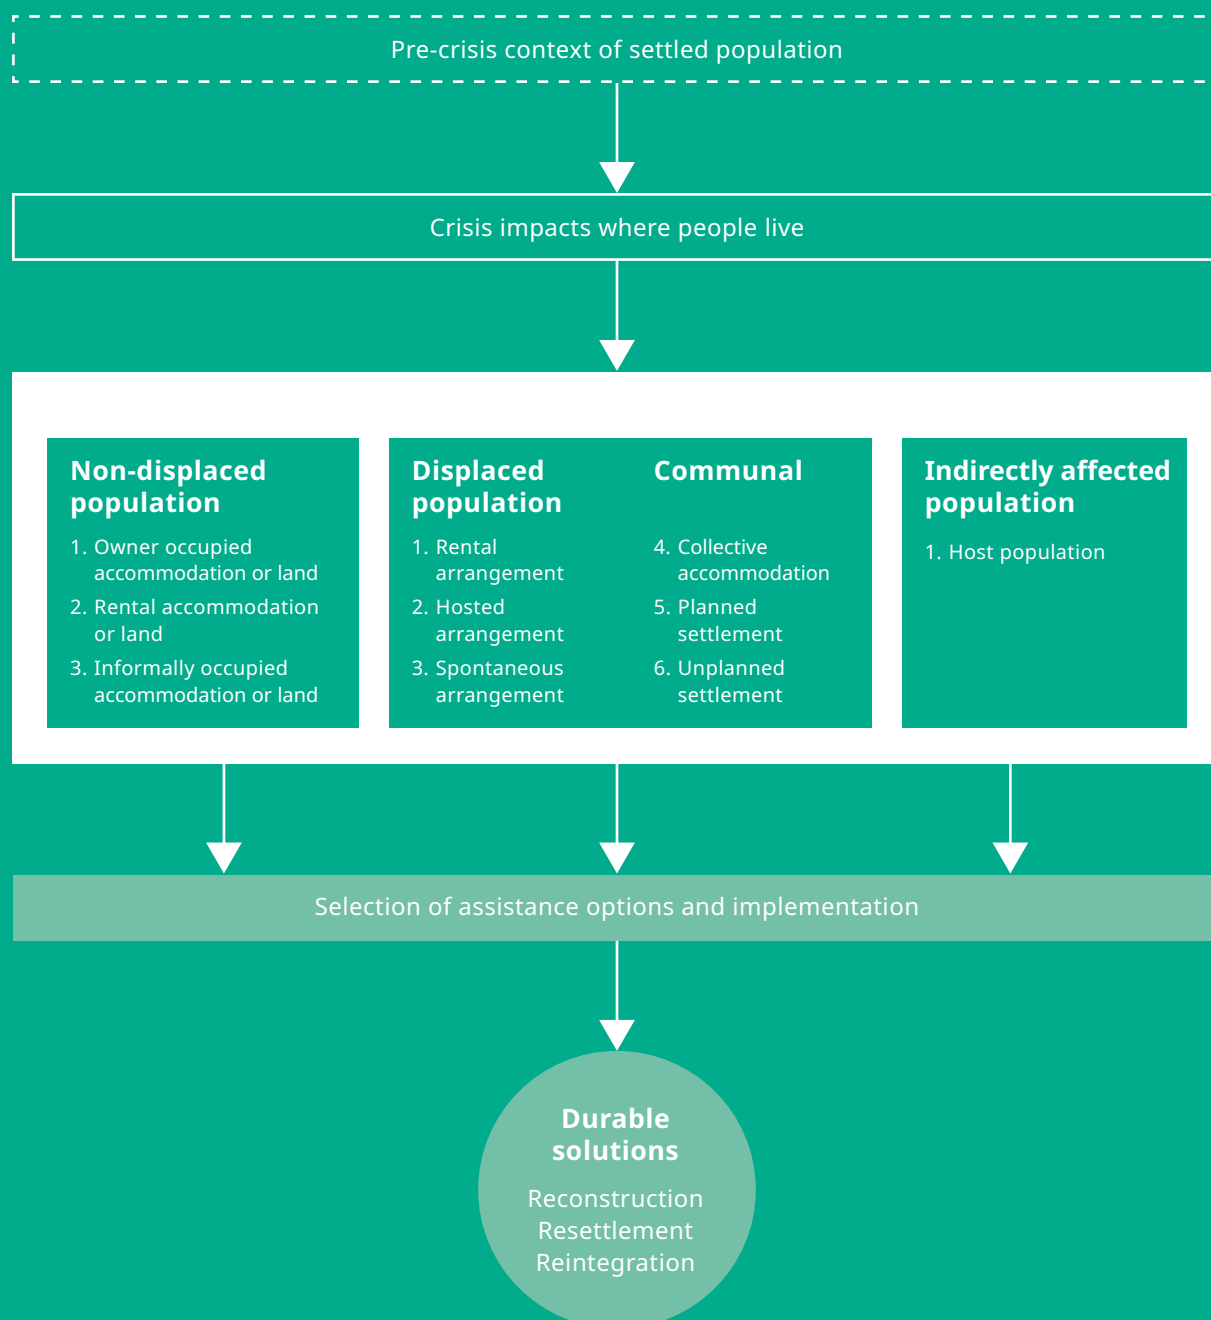 Pre-crisis context of settled population
Crisis impacts where people live
Non-displaced
population
1. Owner occupied
accommodation or land
2. Rental accommodation
or land
3. Informally occupied
accommodation or land
Displaced
population
1. Rental
arrangement
2. Hosted
arrangement
3. Spontaneous
arrangement
Communal
4. Collective
accommodation
5. Planned
settlement
6. Unplanned
settlement
Indirectly affected
population
1. Host population
Selection of assistance options and implementation
Durable
solutions
Reconstruction
Resettlement
Reintegration